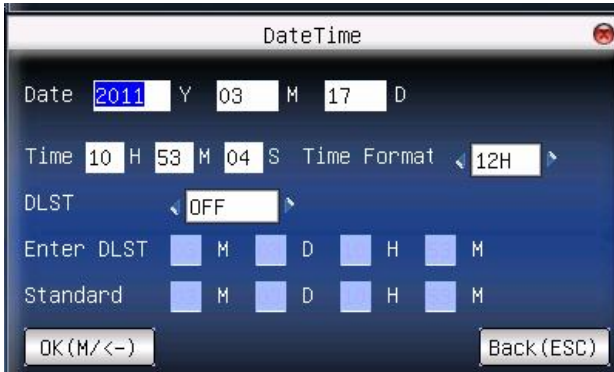 DateTime
Date 2011 Y 03 M 17 D
Time 10 H 53 M 04 S Time Format 12H
DLST OFF
Enter DLST M D H M
Standard M D H M
OK(M/<-) Back(ESC)